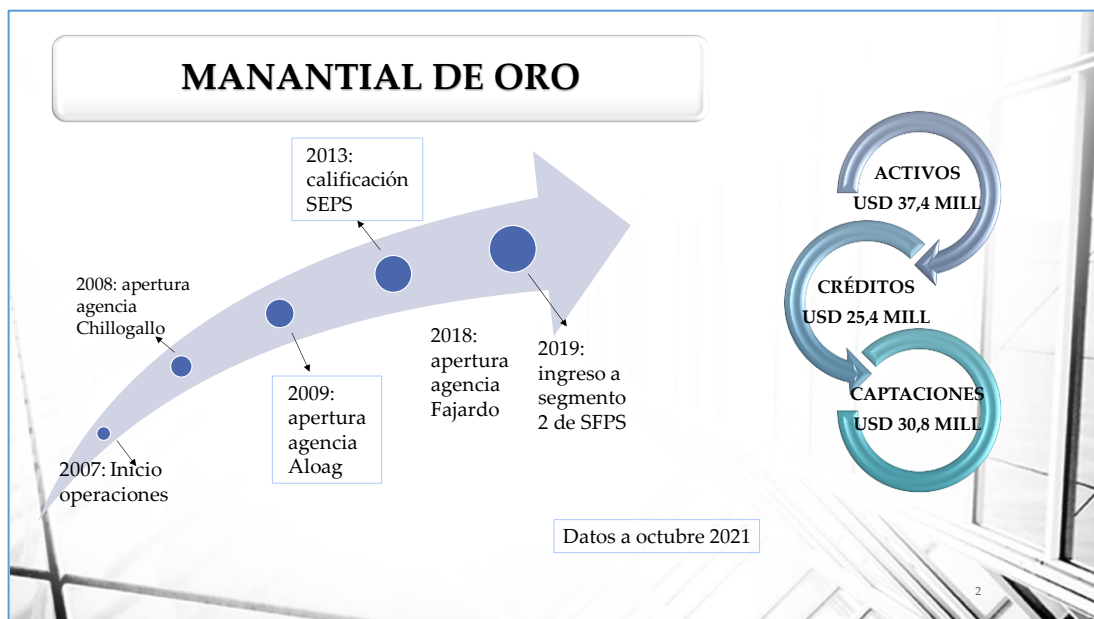 MANANTIAL DE ORO
2013:
calificación
SEPS
2008: apertura
agencia
Chillogallo
2007: Inicio
operaciones
2009:
apertura
agencia
Aloag
2018:
apertura
agencia
Fajardo
2019:
ingreso a
segmento
2 de SFPS
ACTIVOS
USD 37,4 MILL
CRÉDITOS
USD 25,4 MILL
CAPTACIONES
USD 30,8 MILL
Datos a octubre 2021
2